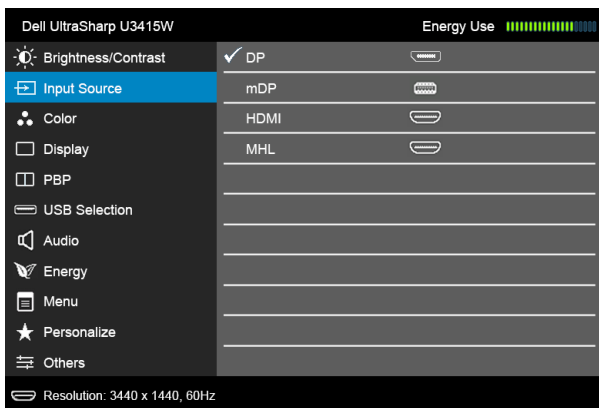 Dell UltraSharp U3415W
Energy Use
Brightness/Contrast
DP
Input Source
mDP
Color
HDMI
Display
MHL
PBP
USB Selection
Audio
Energy
Menu
Personalize
Others
Resolution: 3440 x 1440, 60Hz